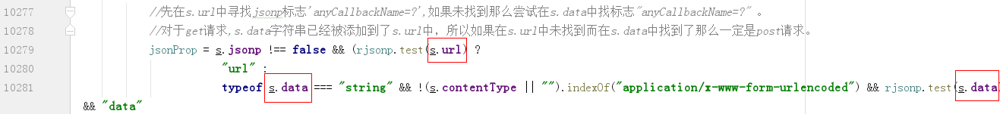 10277 //先在s.url中寻找jsonp标志'anyCallbackName=?',如果未找到那么尝试在s.data中找标志"anyCallbackName=?" 。
10278 //对于get请求,s.data字符串已经被添加到了s.url中，所以如果在s.url中未找到而在s.data中找到了那么一定是post请求。
10279 jsonProp = s.jsonp !== false && (rjsonp.test(s.url) ?
10280 "url" :
10281 typeof s.data === "string" && !(s.contentType || "").indexOf("application/x-www-form-urlencoded") && rjsonp.test(s.data
&& "data"